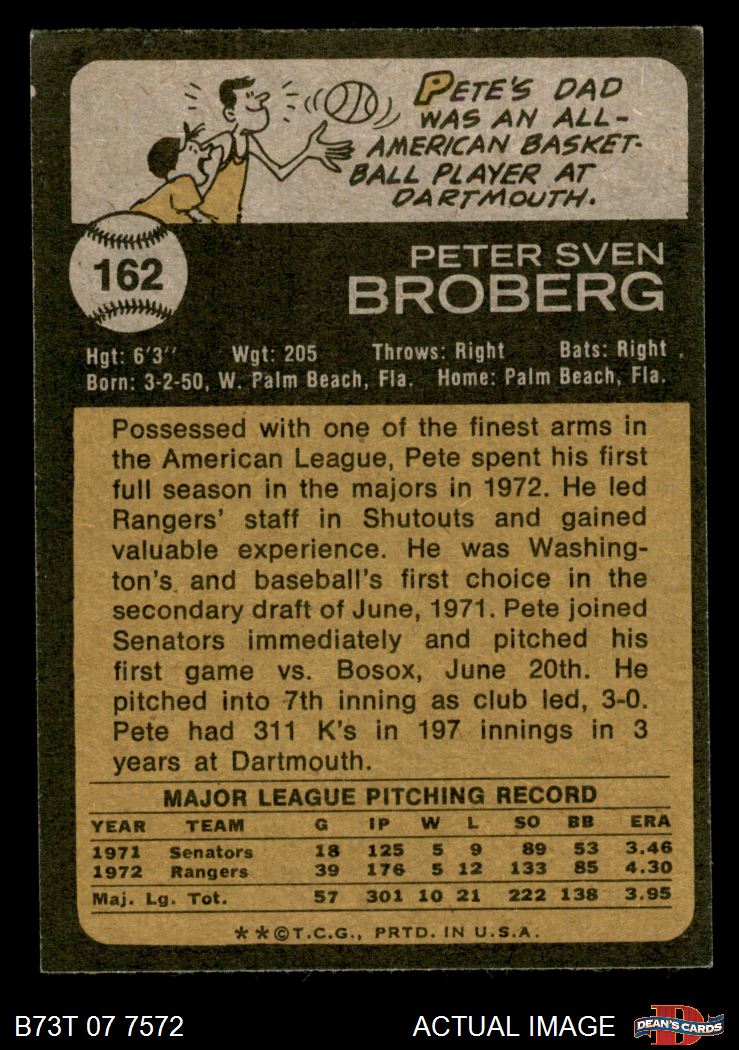 PETE'S DAD
WAS AN ALL-
AMERICAN BASKET-
BALL PLAYER AT
DARTMOUTH.
162
PETER SVEN
BROBERG
Hgt: 6'3" Wgt: 205 Throws: Right Bats: Right
Born: 3-2-50, W. Palm Beach, Fla. Home: Palm Beach, Fla.
Possessed with one of the finest arms in
the American League, Pete spent his first
full season in the majors in 1972. He led
Rangers' staff in Shutouts and gained
valuable experience. He was Washing-
ton's and baseball's first choice in the
secondary draft of June, 1971. Pete joined
Senators immediately and pitched his
first game vs. Bosox, June 20th. He
pitched into 7th inning as club led, 3-0.
Pete had 311 K's in 197 innings in 3
years at Dartmouth.
MAJOR LEAGUE PITCHING RECORD
YEAR TEAM G IP W L SO BB ERA
1971 Senators 18 125 5 9 89 53 3.46
1972 Rangers 39 176 5 12 133 85 4.30
Maj. Lg. Tot. 57 301 10 21 222 138 3.95
**©T.C.G., PRTD. IN U.S.A.
B73T 07 7572 ACTUAL IMAGE D DEAN'S CARDS